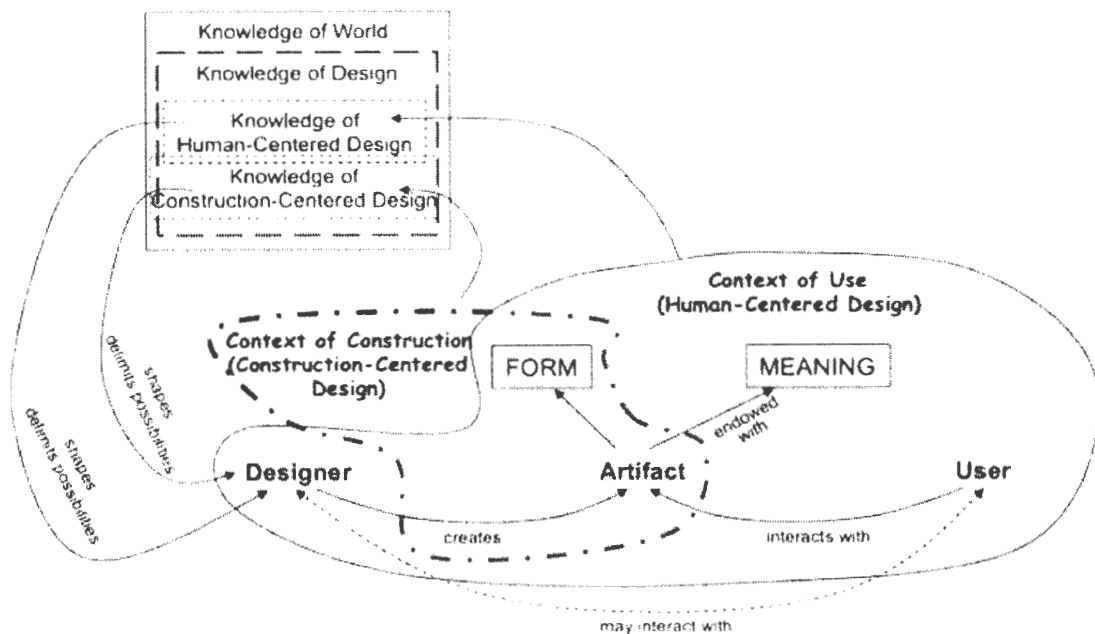 Knowledge of World
Knowledge of Design
Knowledge of
Human-Centered Design
Knowledge of
Construction-Centered Design
Context of Use
(Human-Centered Design)
Context of Construction
(Construction-Centered
Design)
FORM
MEANING
shapes
delimits possibilities
shapes
delimits possibilities
endowed
with
Designer
Artifact
User
creates
interacts with
may interact with